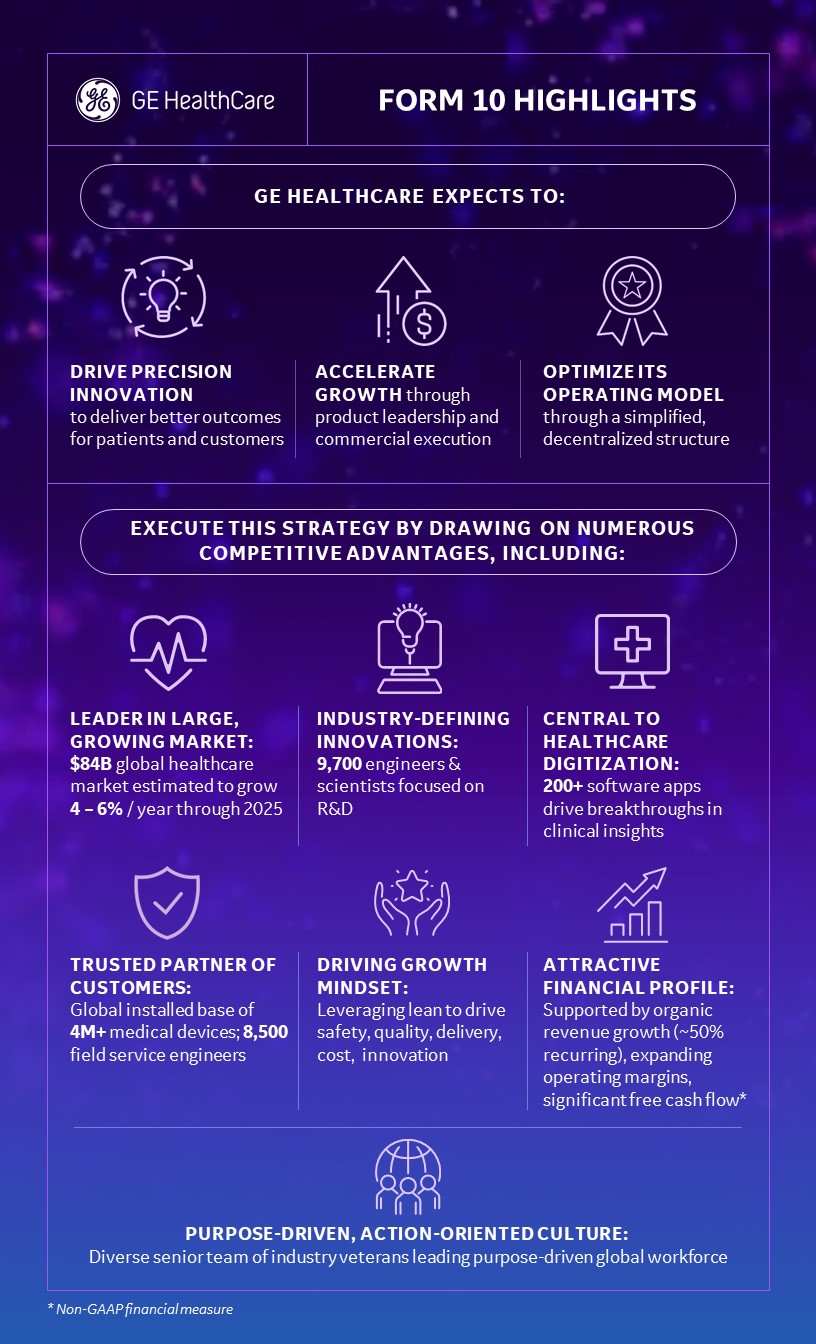 GE HealthCare
FORM 10 HIGHLIGHTS
GE HEALTHCARE EXPECTS TO:
DRIVE PRECISION
INNOVATION
to deliver better outcomes
for patients and customers
ACCELERATE
GROWTH through
product leadership and
commercial execution
OPTIMIZE ITS
OPERATING MODEL
through a simplified,
decentralized structure
EXECUTE THIS STRATEGY BY DRAWING ON NUMEROUS
COMPETITIVE ADVANTAGES, INCLUDING:
LEADER IN LARGE,
GROWING MARKET:
$84B global healthcare
market estimated to grow
4 – 6% / year through 2025
INDUSTRY-DEFINING
INNOVATIONS:
9,700 engineers &
scientists focused on
R&D
CENTRAL TO
HEALTHCARE
DIGITIZATION:
200+ software apps
drive breakthroughs in
clinical insights
TRUSTED PARTNER OF
CUSTOMERS:
Global installed base of
4M+ medical devices; 8,500
field service engineers
DRIVING GROWTH
MINDSET:
Leveraging lean to drive
safety, quality, delivery,
cost, innovation
ATTRACTIVE
FINANCIAL PROFILE:
Supported by organic
revenue growth (~50%
recurring), expanding
operating margins,
significant free cash flow*
PURPOSE-DRIVEN, ACTION-ORIENTED CULTURE:
Diverse senior team of industry veterans leading purpose-driven global workforce
* Non-GAAP financial measure